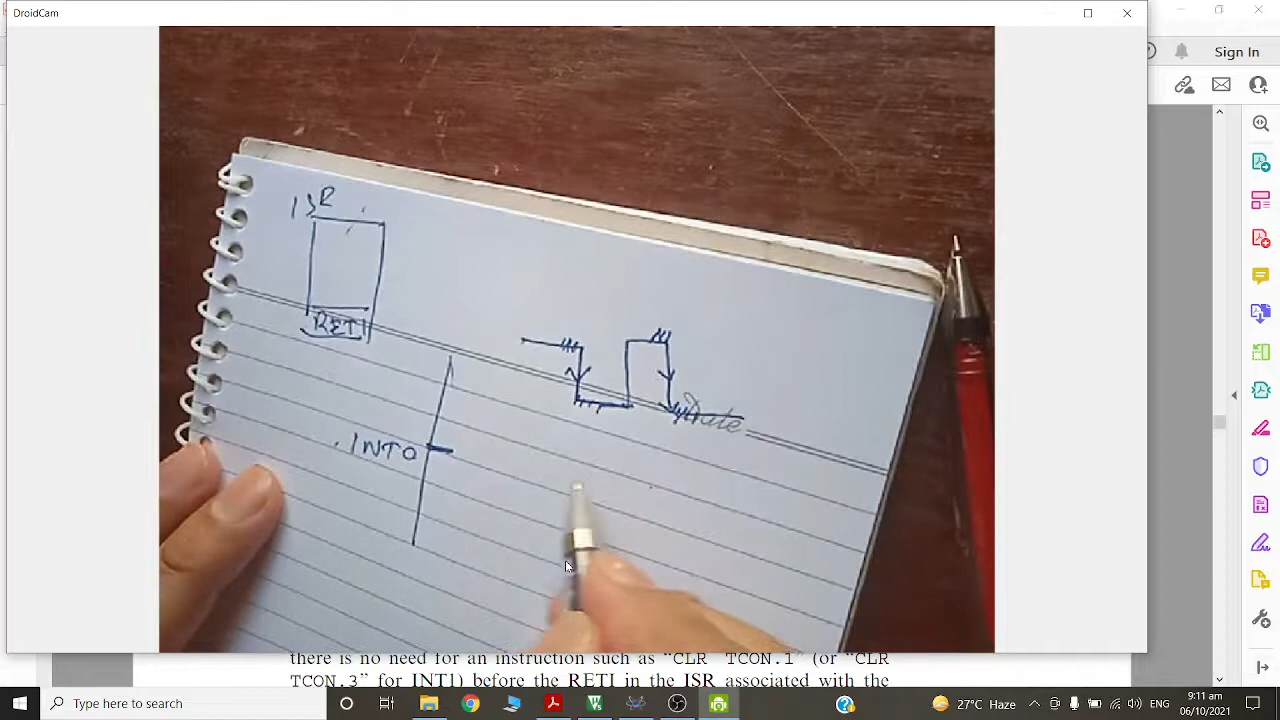 DroidCam
Sign In
ISR
RETI
Date
INT0
there is no need for an instruction such as “CLR TCON.1” (or “CLR
TCON.3” for INT1) before the RETI in the ISR associated with the
Type here to search
27°C Haze
ENG
9:11 am
06/10/2021